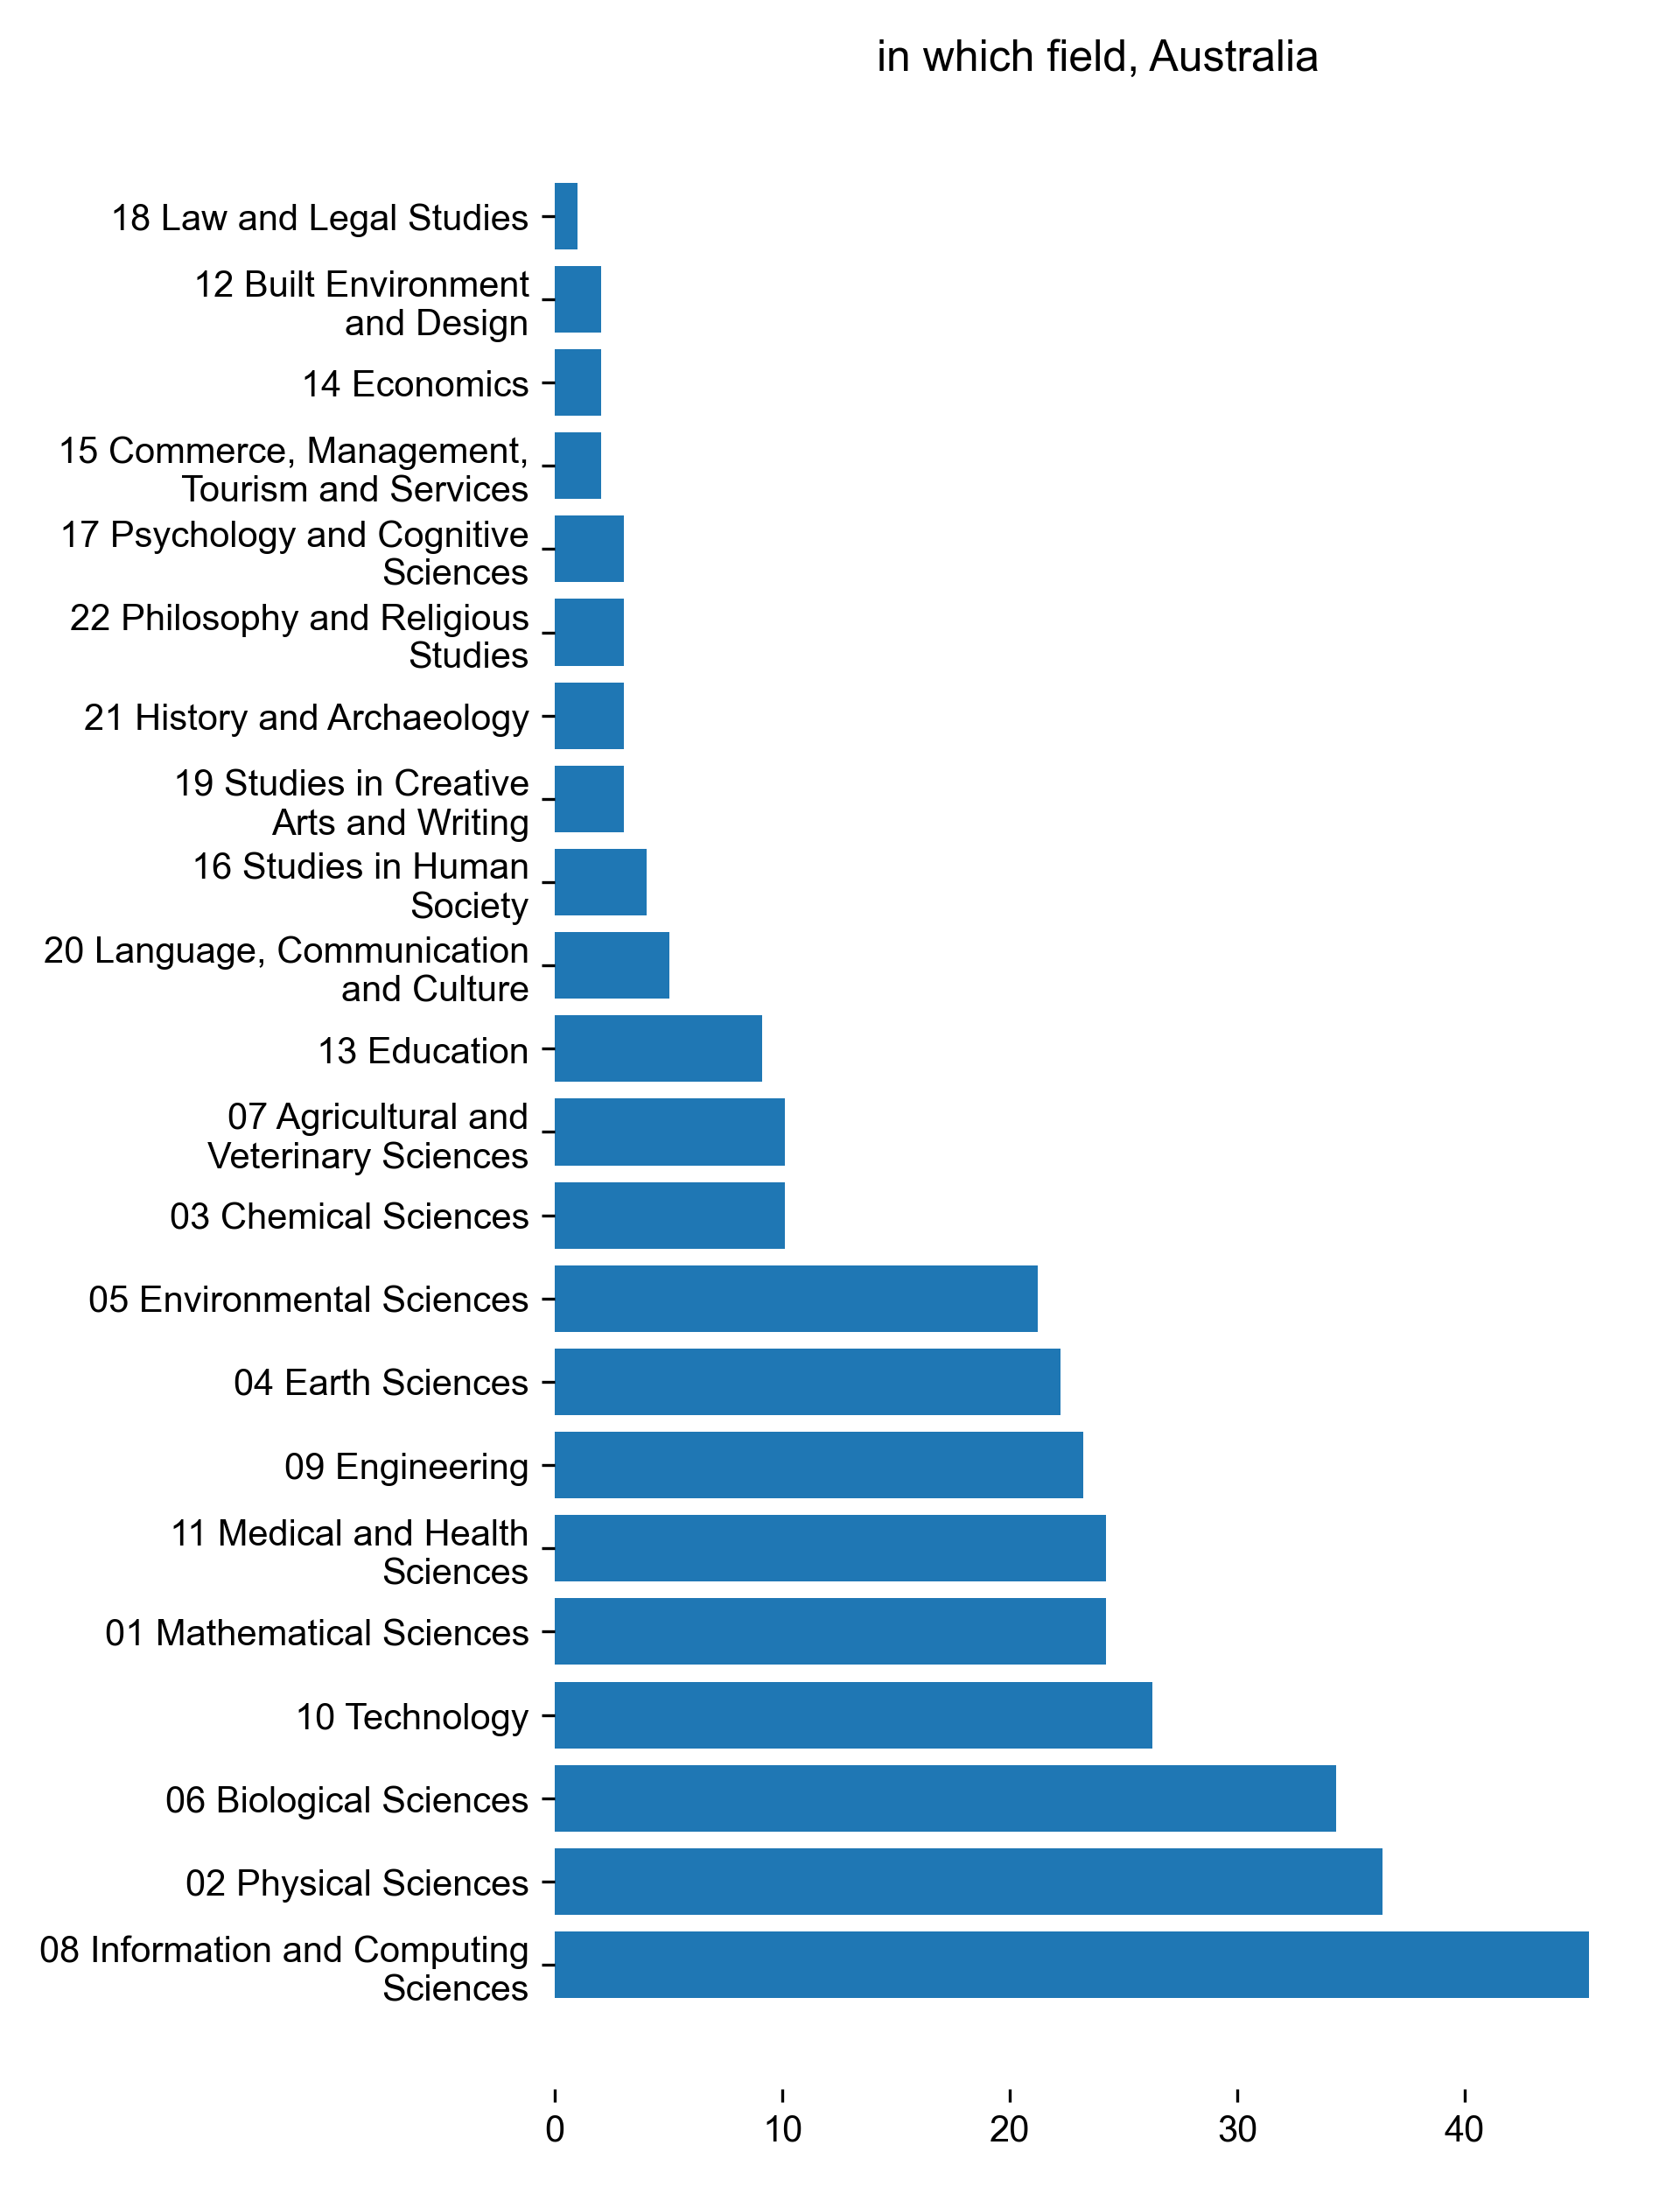 in which field, Australia
18 Law and Legal Studies
12 Built Environment
and Design
14 Economics
15 Commerce, Management,
Tourism and Services
17 Psychology and Cognitive
Sciences
22 Philosophy and Religious
Studies
21 History and Archaeology
19 Studies in Creative
Arts and Writing
16 Studies in Human
Society
20 Language, Communication
and Culture
13 Education
07 Agricultural and
Veterinary Sciences
03 Chemical Sciences
05 Environmental Sciences
04 Earth Sciences
09 Engineering
11 Medical and Health
Sciences
01 Mathematical Sciences
10 Technology
06 Biological Sciences
02 Physical Sciences
08 Information and Computing
Sciences
0 10 20 30 40